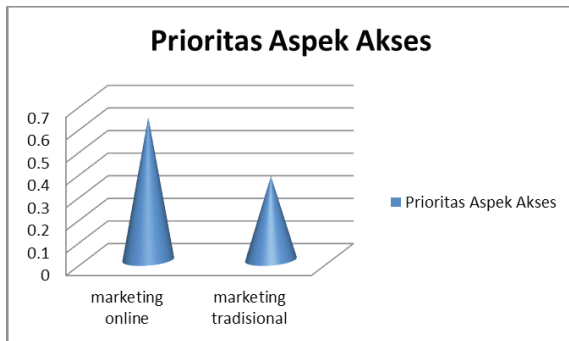 Prioritas Aspek Akses
0.7
0.6
0.5
0.4
0.3
0.2
0.1
0
marketing
online
marketing
tradisional
Prioritas Aspek Akses